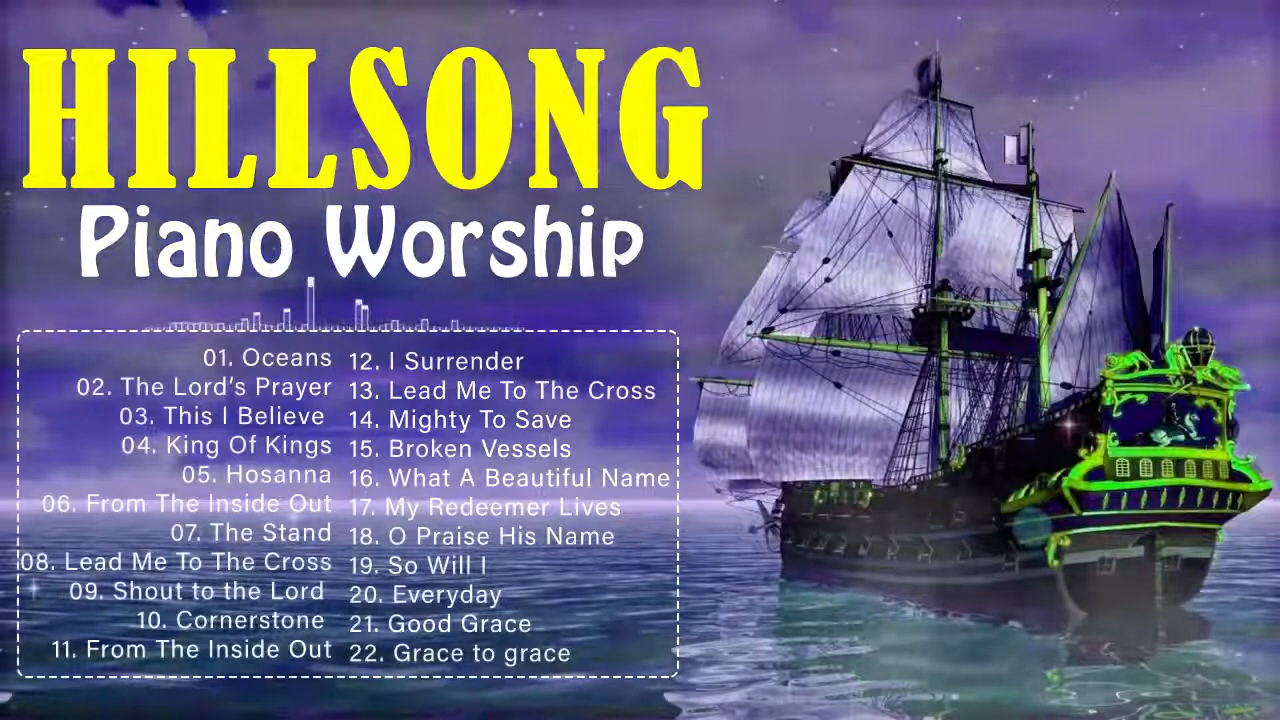 HILLSONG
Piano Worship
01. Oceans
02. The Lord's Prayer
03. This I Believe
04. King Of Kings
05. Hosanna
06. From The Inside Out
07. The Stand
08. Lead Me To The Cross
09. Shout to the Lord
10. Cornerstone
11. From The Inside Out
12. I Surrender
13. Lead Me To The Cross
14. Mighty To Save
15. Broken Vessels
16. What A Beautiful Name
17. My Redeemer Lives
18. O Praise His Name
19. So Will I
20. Everyday
21. Good Grace
22. Grace to grace